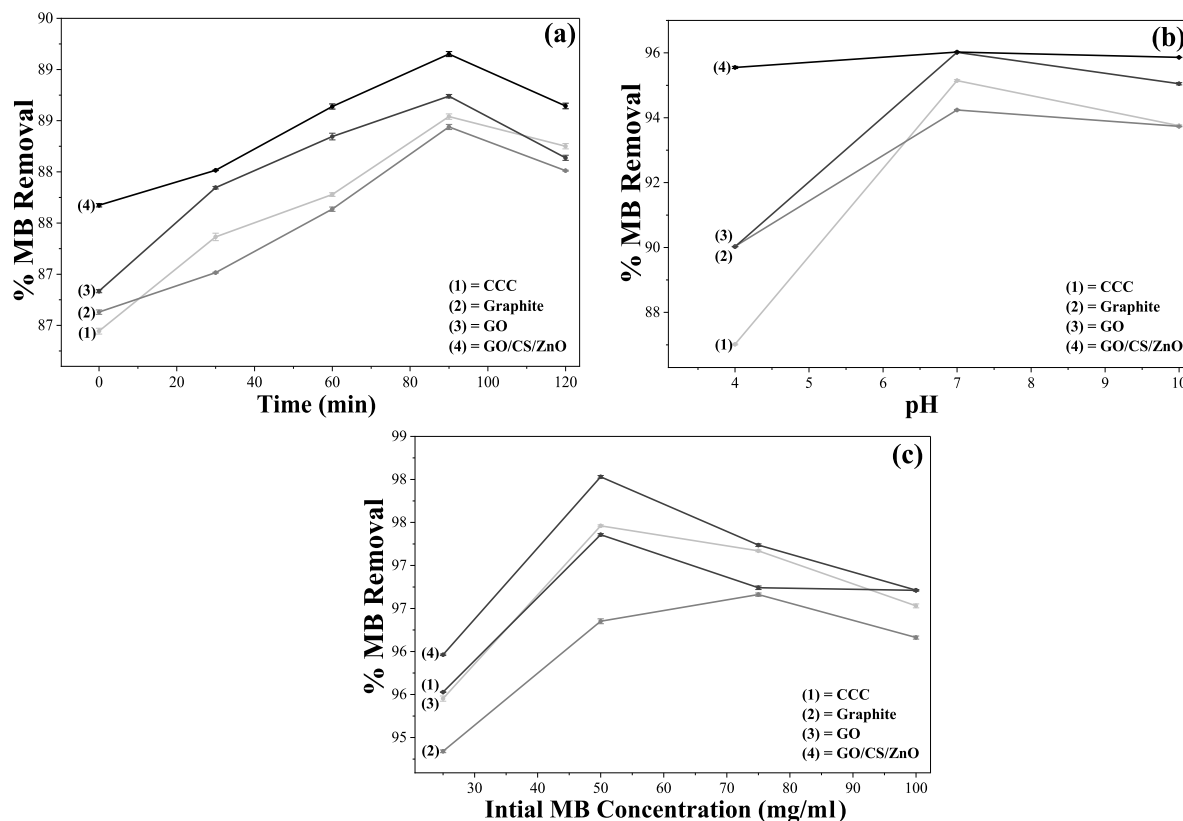 (a)
% MB Removal
90
89
89
88
88
87
87
(4)
(3)
(2)
(1)
(1) = CCC
(2) = Graphite
(3) = GO
(4) = GO/CS/ZnO
0 20 40 60 80 100 120
Time (min)
(b)
% MB Removal
96
94
92
90
88
(4)
(3)
(2)
(1)
(1) = CCC
(2) = Graphite
(3) = GO
(4) = GO/CS/ZnO
4 5 6 7 8 9 10
pH
(c)
% MB Removal
99
98
98
97
97
96
96
95
(4)
(1)
(3)
(2)
(1) = CCC
(2) = Graphite
(3) = GO
(4) = GO/CS/ZnO
30 40 50 60 70 80 90 100
Intial MB Concentration (mg/ml)